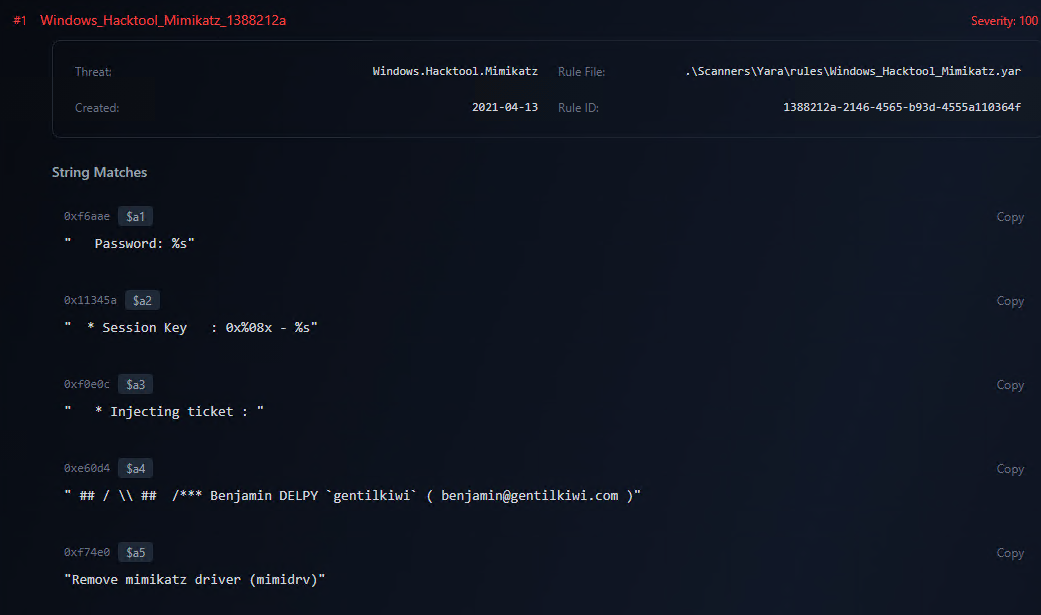 #1 Windows_Hacktool_Mimikatz_1388212a Severity: 100
Threat: Windows.Hacktool.Mimikatz Rule File: .\Scanners\Yara\rules\Windows_Hacktool_Mimikatz.yar
Created: 2021-04-13 Rule ID: 1388212a-2146-4565-b93d-4555a110364f
String Matches
0xf6aae $a1 Copy
"   Password: %s"
0x11345a $a2 Copy
"  * Session Key   : 0x%08x - %s"
0xf0e0c $a3 Copy
"   * Injecting ticket : "
0xe60d4 $a4 Copy
" ## / \\ ##  /*** Benjamin DELPY `gentilkiwi` ( benjamin@gentilkiwi.com )"
0xf74e0 $a5 Copy
"Remove mimikatz driver (mimidrv)"